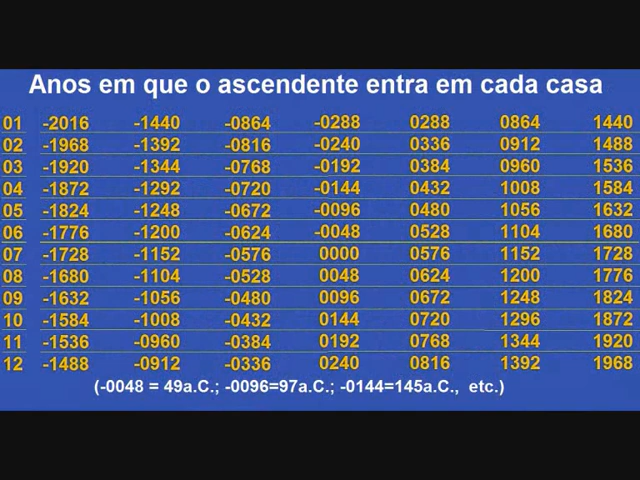 Anos em que o ascendente entra em cada casa
01 -2016 -1440 -0864 -0288 0288 0864 1440
02 -1968 -1392 -0816 -0240 0336 0912 1488
03 -1920 -1344 -0768 -0192 0384 0960 1536
04 -1872 -1292 -0720 -0144 0432 1008 1584
05 -1824 -1248 -0672 -0096 0480 1056 1632
06 -1776 -1200 -0624 -0048 0528 1104 1680
07 -1728 -1152 -0576 0000 0576 1152 1728
08 -1680 -1104 -0528 0048 0624 1200 1776
09 -1632 -1056 -0480 0096 0672 1248 1824
10 -1584 -1008 -0432 0144 0720 1296 1872
11 -1536 -0960 -0384 0192 0768 1344 1920
12 -1488 -0912 -0336 0240 0816 1392 1968
(-0048 = 49a.C.; -0096=97a.C.; -0144=145a.C., etc.)